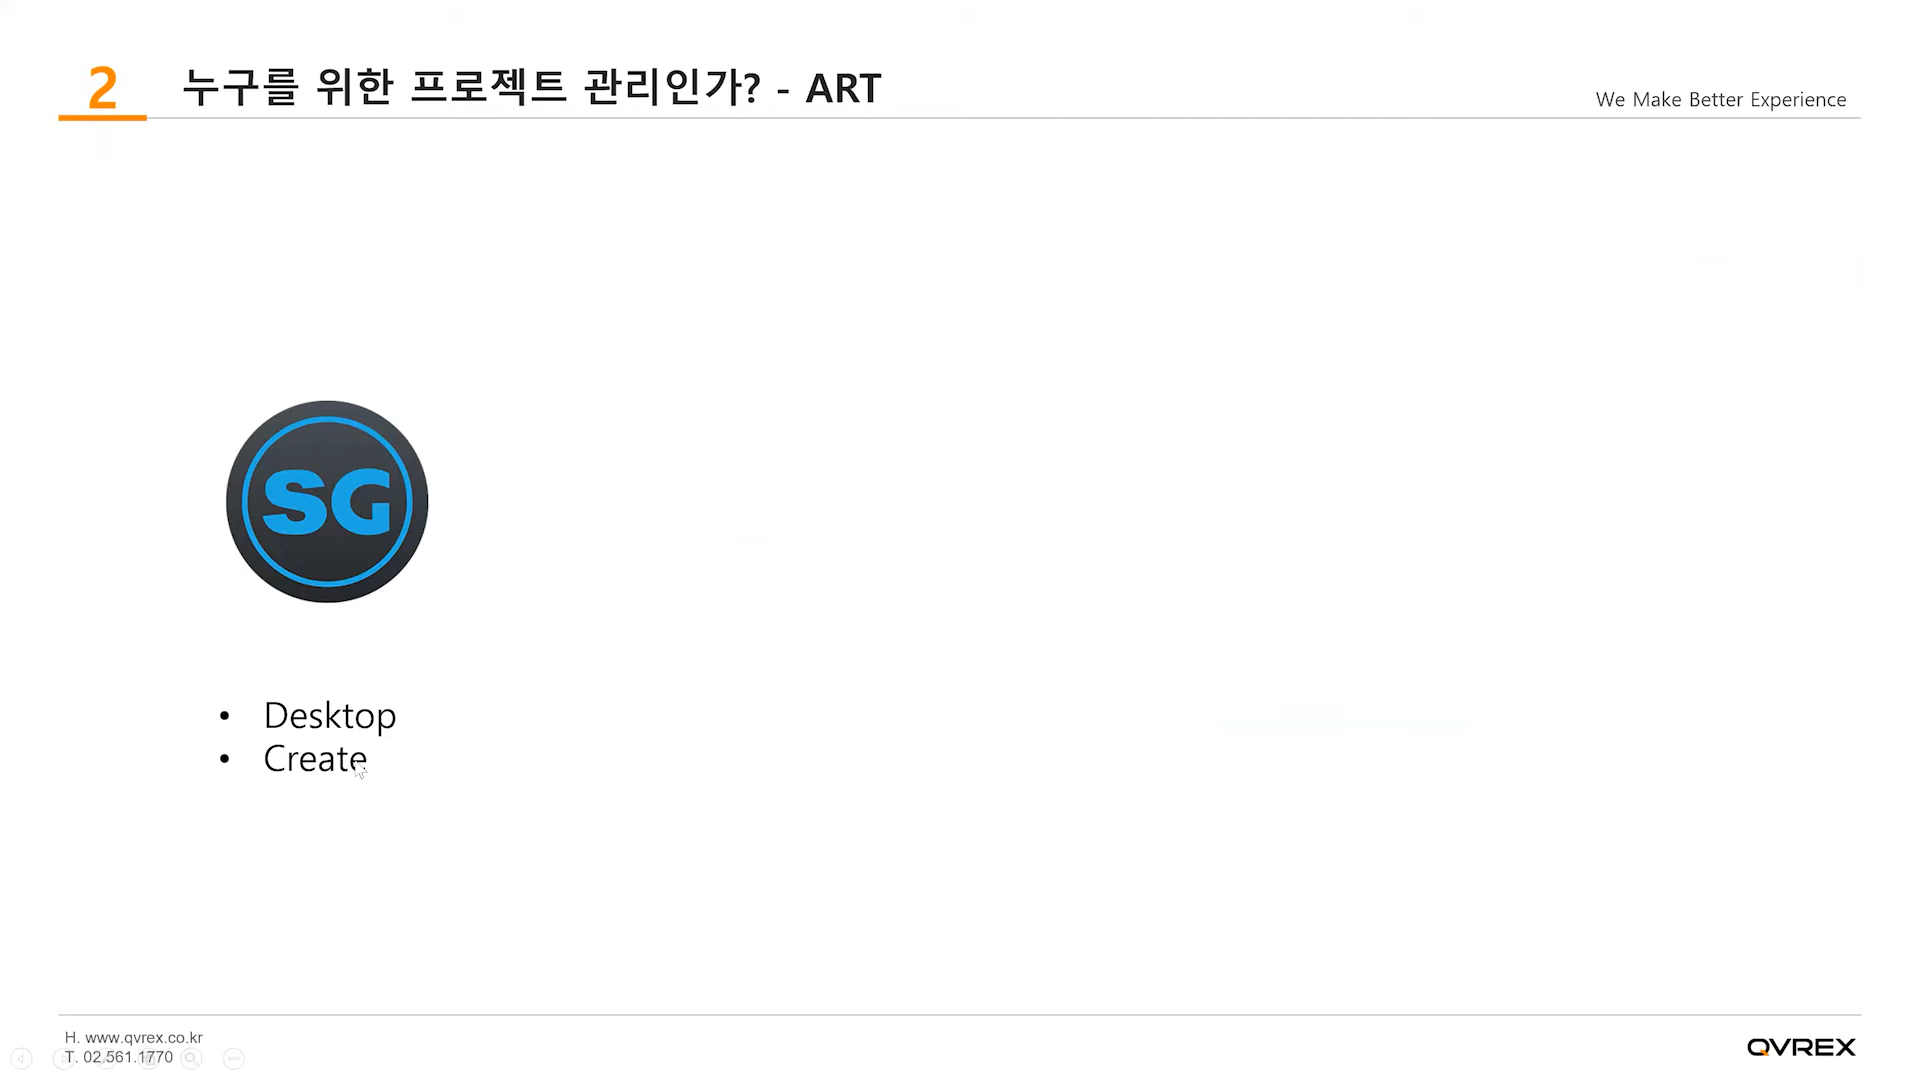 2
누구를 위한 프로젝트 관리인가? - ART
We Make Better Experience
SG
• Desktop
• Create
H. www.qvrex.co.kr
T. 02.561.1770
QVREX